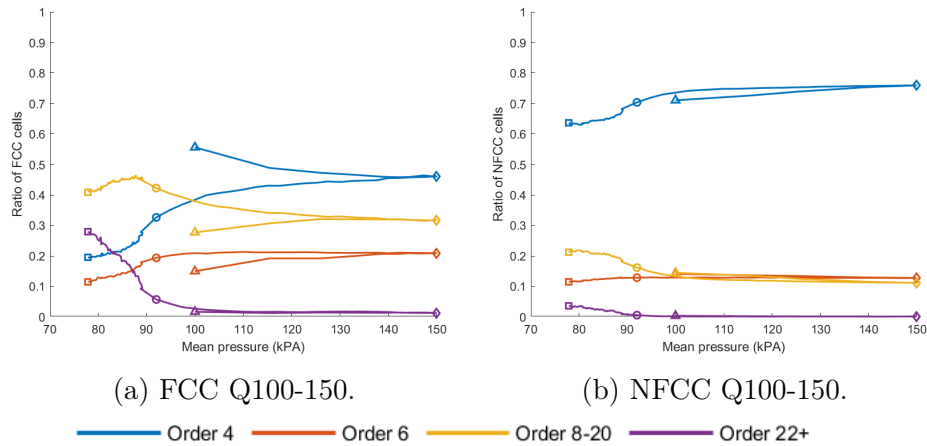 1
0.9
0.8
0.7
0.6
0.5
0.4
0.3
0.2
0.1
0
Ratio of FCC cells
70 80 90 100 110 120 130 140 150
Mean pressure (kPA)
(a) FCC Q100-150.
1
0.9
0.8
0.7
0.6
0.5
0.4
0.3
0.2
0.1
0
Ratio of NFCC cells
70 80 90 100 110 120 130 140 150
Mean pressure (kPA)
(b) NFCC Q100-150.
Order 4 Order 6 Order 8-20 Order 22+